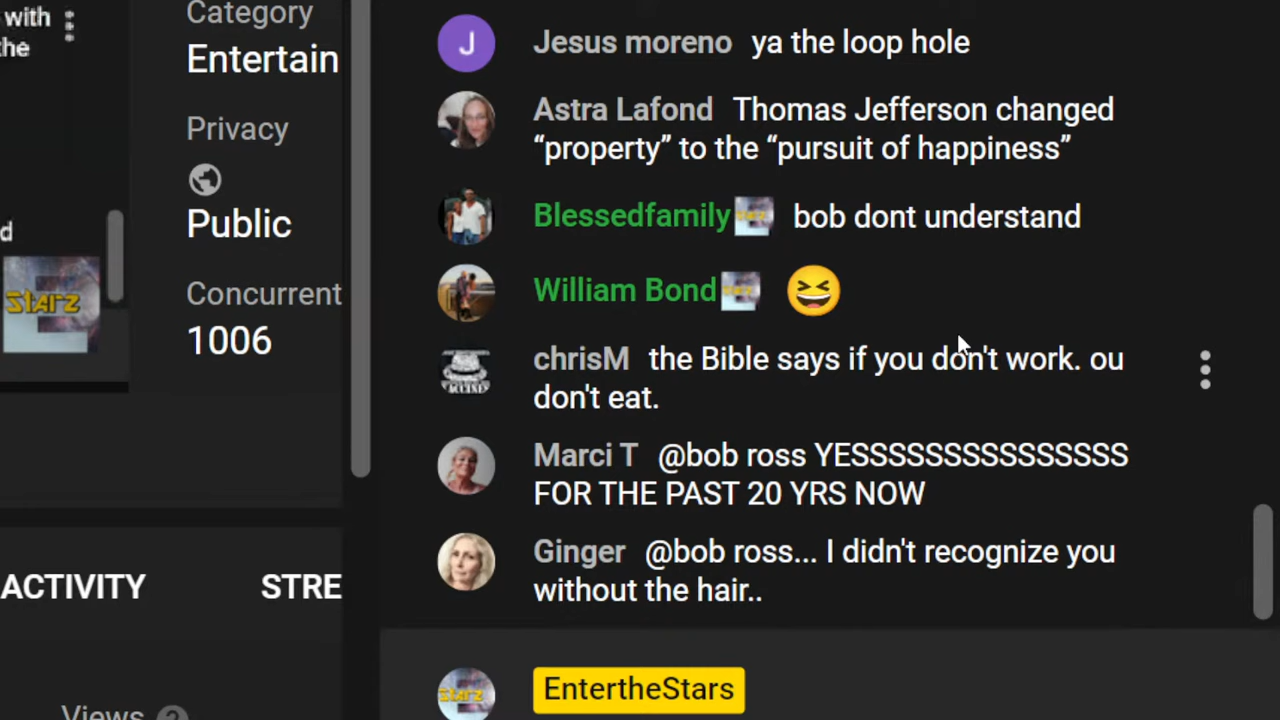 with
the
d
Starz
Category
Entertain
Privacy
Public
Concurrent
1006
ACTIVITY STRE
Views ?
J Jesus moreno ya the loop hole
Astra Lafond Thomas Jefferson changed
“property” to the “pursuit of happiness”
Blessedfamily bob dont understand
William Bond 😆
chrisM the Bible says if you don't work. ou
don't eat.
Marci T @bob ross YESSSSSSSSSSSSSSS
FOR THE PAST 20 YRS NOW
Ginger @bob ross... I didn't recognize you
without the hair..
Starz EntertheStars